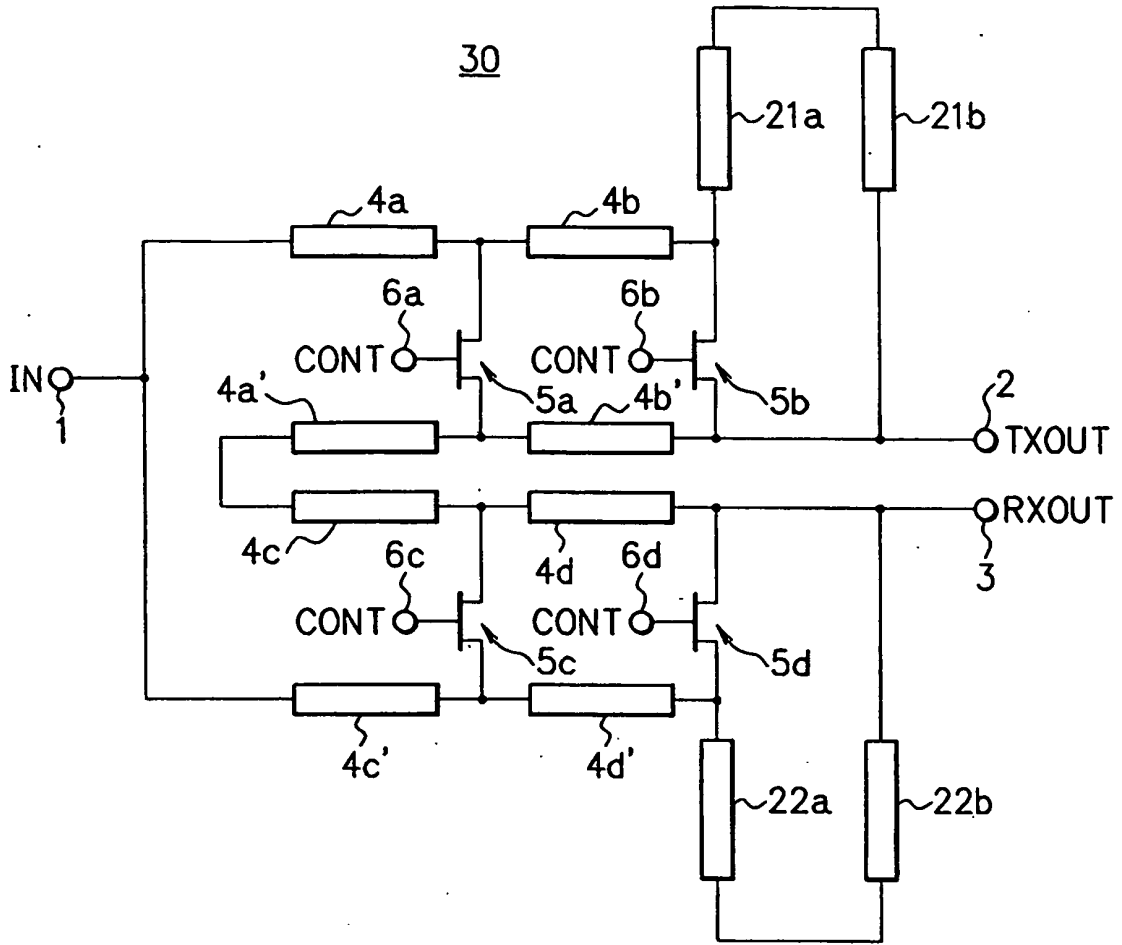 30
21a
21b
4a
4b
6a
6b
CONT
CONT
IN
1
4a'
5a
4b'
5b
2
TXOUT
RXOUT
3
4c
6c
4d
6d
CONT
CONT
5c
5d
4c'
4d'
22a
22b